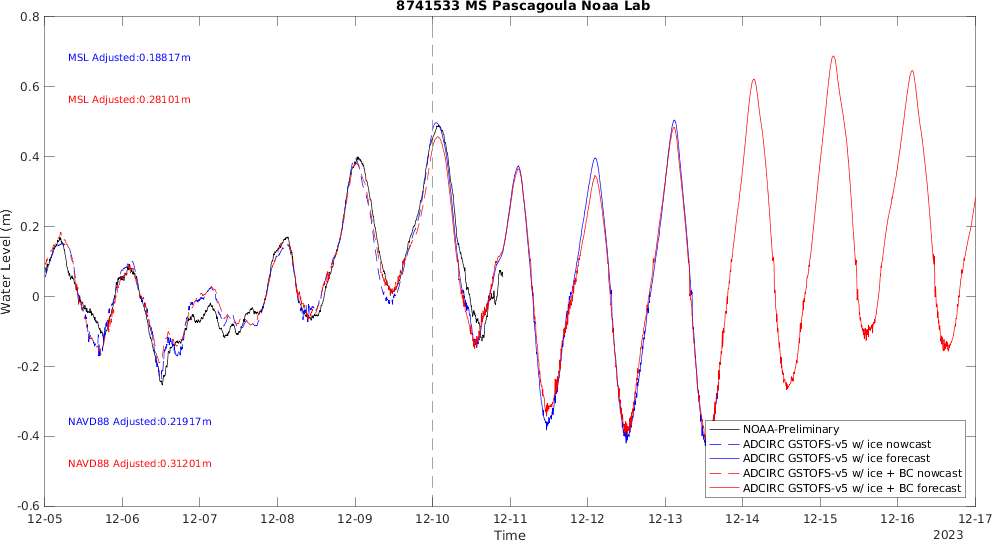 8741533 MS Pascagoula Noaa Lab
0.8
0.6
0.4
0.2
0
-0.2
-0.4
-0.6
Water Level (m)
MSL Adjusted:0.18817m
MSL Adjusted:0.28101m
NAVD88 Adjusted:0.21917m
NAVD88 Adjusted:0.31201m
NOAA-Preliminary
ADCIRC GSTOFS-v5 w/ ice nowcast
ADCIRC GSTOFS-v5 w/ ice forecast
ADCIRC GSTOFS-v5 w/ ice + BC nowcast
ADCIRC GSTOFS-v5 w/ ice + BC forecast
12-05 12-06 12-07 12-08 12-09 12-10 12-11 12-12 12-13 12-14 12-15 12-16 12-17
Time
2023